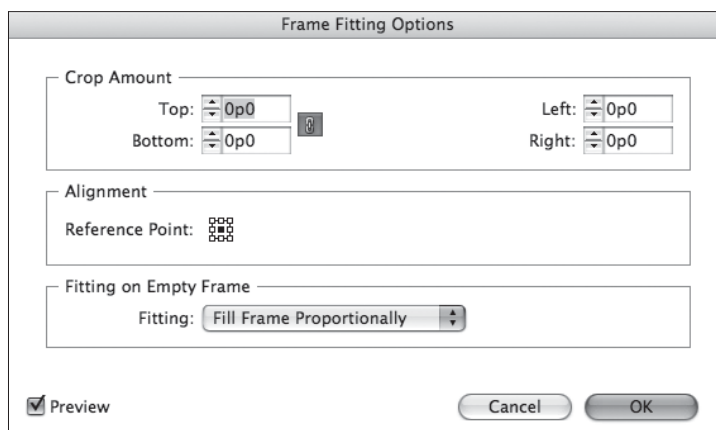 Frame Fitting Options
Crop Amount
Top: 0p0
Left: 0p0
Bottom: 0p0
Right: 0p0
Alignment
Reference Point:
Fitting on Empty Frame
Fitting: Fill Frame Proportionally
Preview
Cancel
OK